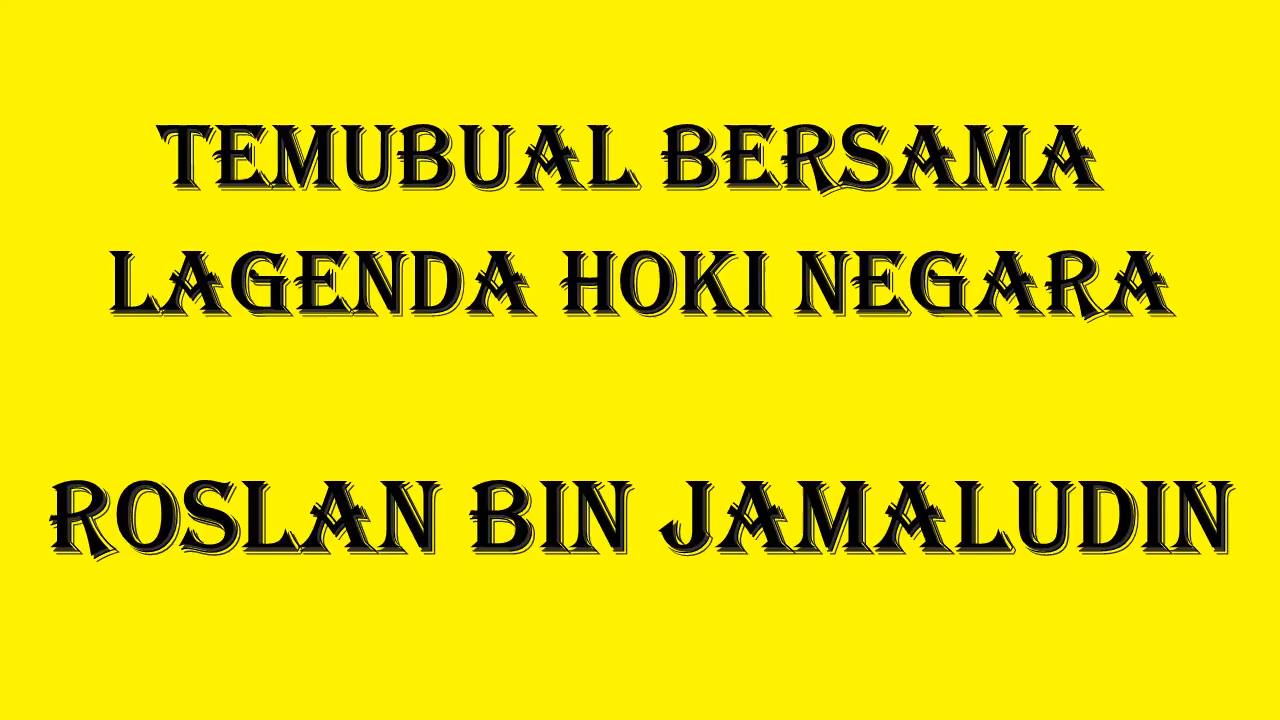 TEMUBUAL BERSAMA
LAGENDA HOKI NEGARA
ROSLAN BIN JAMALUDIN